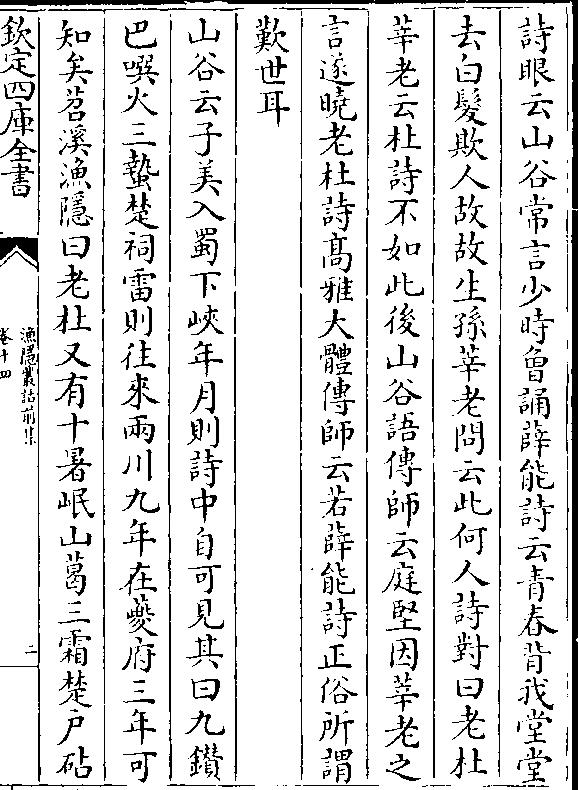 詩眼云山谷常言少時曾誦薛能詩云青春背我堂堂
去白髮欺人故故生孫莘老問云此何人詩對曰老杜
莘老云杜詩不如此後山谷語傳師云庭堅因莘老之
言遂曉老杜詩髙雅大體傳師云若薛能詩正俗所謂
歎世耳
山谷云子美入蜀下峽年月則詩中自可見其曰九鑚
巴噀火三蟄楚祠雷則往來兩川九年在夔府三年可
知矣苕溪漁隱曰老杜又有十暑岷山葛三霜楚户砧
欽定四庫全書
漁隱叢話前集
卷十四
二